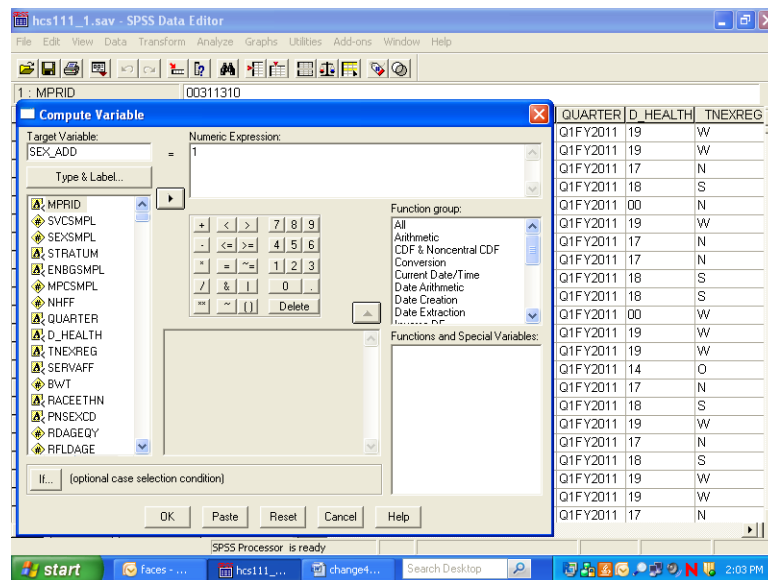 hcs111_1.sav - SPSS Data Editor
File Edit View Data Transform Analyze Graphs Utilities Add-ons Window Help
1 : MPRID 00311310
Compute Variable
Target Variable: Numeric Expression:
SEX_ADD = 1
Type & Label...
MPRID
SVCSMPL
SEXSMPL
STRATUM
ENBGSMPL
MPCSMPL
NHFF
QUARTER
D_HEALTH
TNEXREG
SERVAFF
BWT
RACEETHN
PNSEXCD
RDAGEQY
RFLDAGE
+ < > 7 8 9
- <= >= 4 5 6
* = ~= 1 2 3
/ & | 0 .
** ~ () Delete
Function group:
All
Arithmetic
CDF & Noncentral CDF
Conversion
Current Date/Time
Date Arithmetic
Date Creation
Date Extraction
Functions and Special Variables:
If... (optional case selection condition)
OK Paste Reset Cancel Help
QUARTER D_HEALTH TNEXREG
Q1FY2011 19 W
Q1FY2011 19 W
Q1FY2011 17 N
Q1FY2011 18 S
Q1FY2011 00 N
Q1FY2011 19 W
Q1FY2011 17 N
Q1FY2011 17 N
Q1FY2011 18 S
Q1FY2011 18 S
Q1FY2011 00 W
Q1FY2011 19 W
Q1FY2011 19 W
Q1FY2011 14 O
Q1FY2011 17 N
Q1FY2011 18 S
Q1FY2011 19 W
Q1FY2011 17 N
Q1FY2011 18 S
Q1FY2011 19 W
Q1FY2011 19 W
Q1FY2011 17 N
SPSS Processor is ready
start faces - ... hcs111_... change4... Search Desktop 2:03 PM